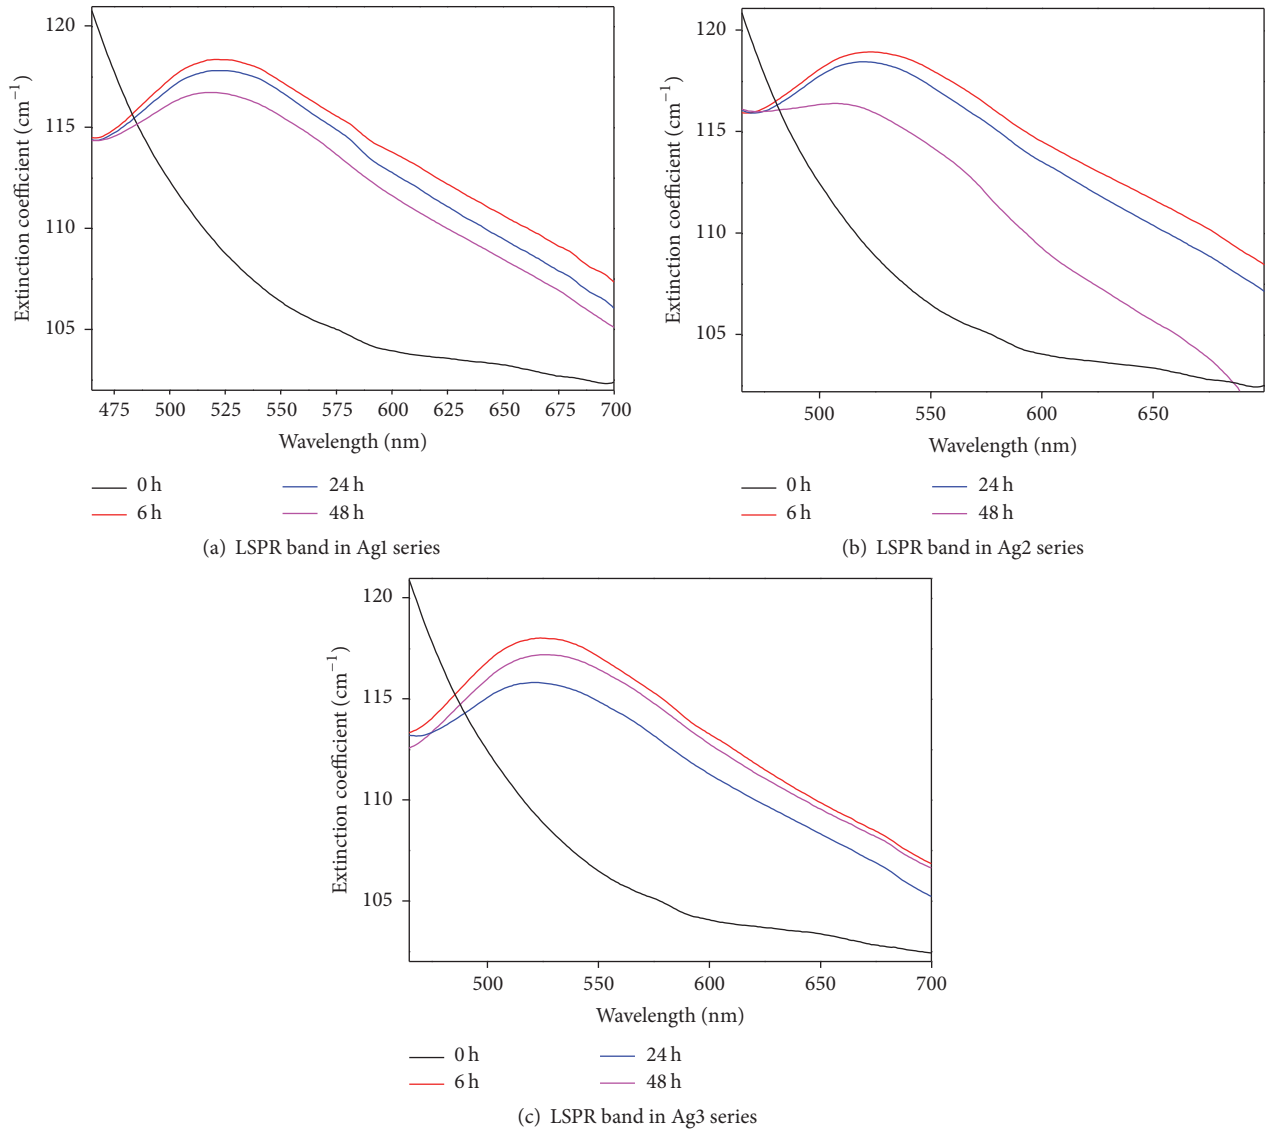 120
115
110
105
Extinction coefficient (cm−1)
475 500 525 550 575 600 625 650 675 700
Wavelength (nm)
0 h 24 h
6 h 48 h
(a) LSPR band in Ag1 series
120
115
110
105
Extinction coefficient (cm−1)
500 550 600 650
Wavelength (nm)
0 h 24 h
6 h 48 h
(b) LSPR band in Ag2 series
120
115
110
105
Extinction coefficient (cm−1)
500 550 600 650 700
Wavelength (nm)
0 h 24 h
6 h 48 h
(c) LSPR band in Ag3 series